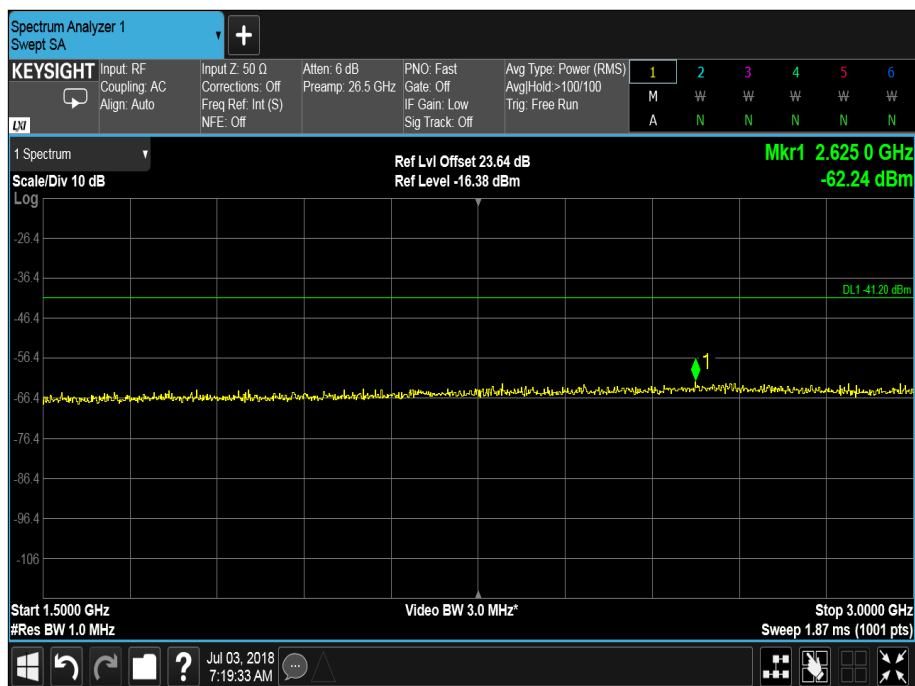 Spectrum Analyzer 1
Swept SA
+
KEYSIGHT
LXI
Input: RF
Coupling: AC
Align: Auto
Input Z: 50 Ω
Corrections: Off
Freq Ref: Int (S)
NFE: Off
Atten: 6 dB
Preamp: 26.5 GHz
PNO: Fast
Gate: Off
IF Gain: Low
Sig Track: Off
Avg Type: Power (RMS)
Avg|Hold:>100/100
Trig: Free Run
1 2 3 4 5 6
M W W W W W
A N N N N N
1 Spectrum
Scale/Div 10 dB
Ref Lvl Offset 23.64 dB
Ref Level -16.38 dBm
Mkr1 2.625 0 GHz
-62.24 dBm
Log
-26.4
-36.4
DL1 -41.20 dBm
-46.4
-56.4
1
-66.4
-76.4
-86.4
-96.4
-106
Start 1.5000 GHz
#Res BW 1.0 MHz
Video BW 3.0 MHz*
Stop 3.0000 GHz
Sweep 1.87 ms (1001 pts)
?
Jul 03, 2018
7:19:33 AM